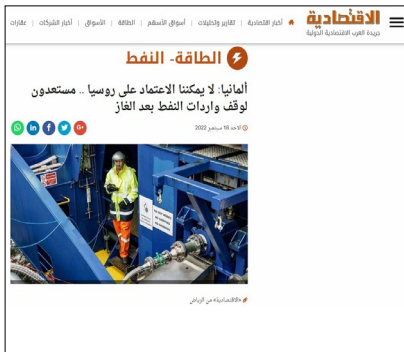 الاقتصادية
جريدة العرب الاقتصادية الدولية
أخبار اقتصادية | تقارير وتحليلات | أسواق الأسهم | الطاقة | الأسواق | أخبار الشركات | عقارات
الطاقة- النفط
ألمانيا: لا يمكننا الاعتماد على روسيا .. مستعدون
لوقف واردات النفط بعد الغاز
الاحد 18 سبتمبر 2022
«الاقتصادية» من الرياض